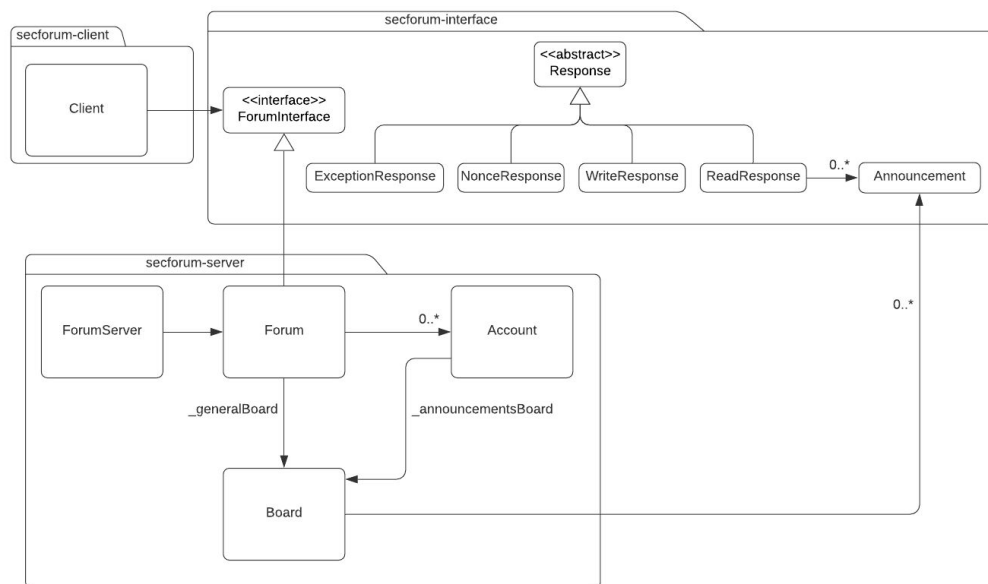 secforum-interface
secforum-client
<<abstract>>
Response
Client
<<interface>>
ForumInterface
ExceptionResponse
NonceResponse
WriteResponse
ReadResponse
0..*
Announcement
secforum-server
ForumServer
Forum
0..*
Account
0..*
_generalBoard
_announcementsBoard
Board